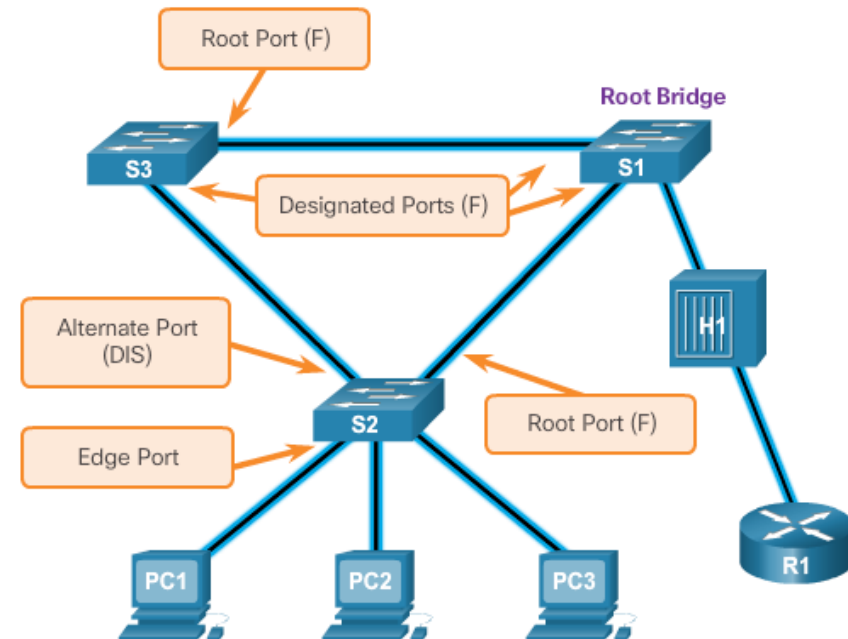 Root Port (F)
Root Bridge
S3
S1
Designated Ports (F)
H1
Alternate Port
(DIS)
S2
Root Port (F)
Edge Port
PC1
PC2
PC3
R1